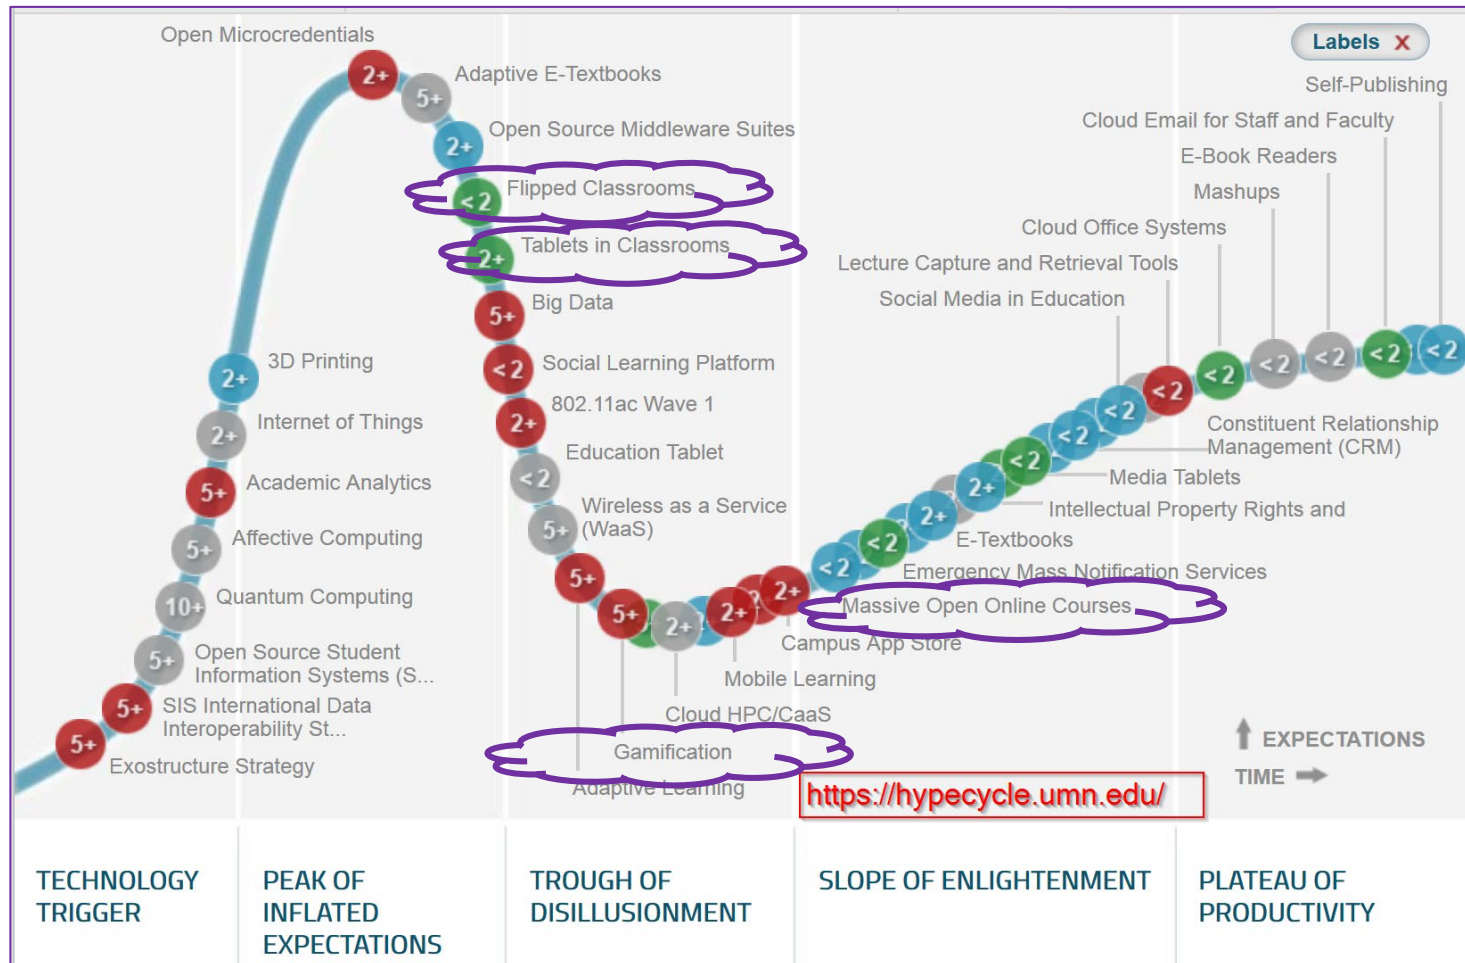 Open Microcredentials
Labels X
2+
Adaptive E-Textbooks
5+
Self-Publishing
Open Source Middleware Suites
2+
Cloud Email for Staff and Faculty
E-Book Readers
Flipped Classrooms
< 2
Mashups
Tablets in Classrooms
2+
Cloud Office Systems
Lecture Capture and Retrieval Tools
Social Media in Education
Big Data
5+
3D Printing
2+
Social Learning Platform
< 2
< 2
< 2
< 2
< 2
< 2
< 2
802.11ac Wave 1
2+
< 2
Internet of Things
2+
Constituent Relationship
Management (CRM)
< 2
Education Tablet
< 2
< 2
Academic Analytics
5+
Media Tablets
2+
Wireless as a Service
(WaaS)
5+
Intellectual Property Rights and
2+
Affective Computing
5+
E-Textbooks
< 2
Emergency Mass Notification Services
< 2
5+
Quantum Computing
10+
Massive Open Online Courses
2+
5+
2+
2+
Campus App Store
Open Source Student
Information Systems (S...
5+
Mobile Learning
SIS International Data
Interoperability St...
5+
Cloud HPC/CaaS
5+
Gamification
EXPECTATIONS
Exostructure Strategy
TIME
Adaptive Learning
https://hypecycle.umn.edu/
TECHNOLOGY
TRIGGER
PEAK OF
INFLATED
EXPECTATIONS
TROUGH OF
DISILLUSIONMENT
SLOPE OF ENLIGHTENMENT
PLATEAU OF
PRODUCTIVITY